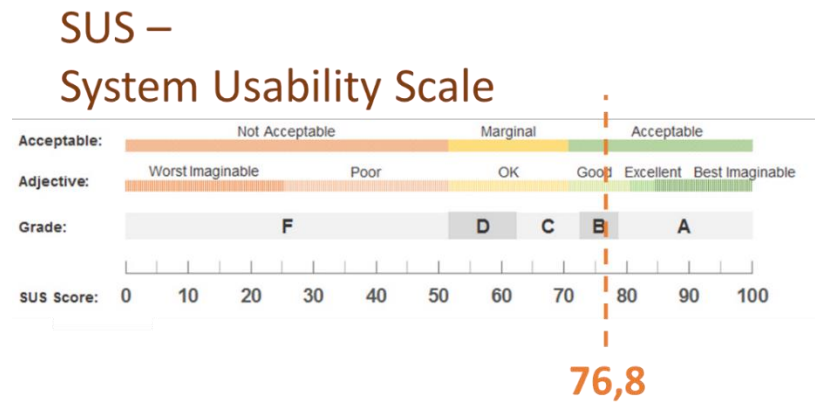 SUS –
System Usability Scale
Acceptable: Not Acceptable Marginal Acceptable
Adjective: Worst Imaginable Poor OK Good Excellent Best Imaginable
Grade: F D C B A
SUS Score: 0 10 20 30 40 50 60 70 80 90 100
76,8